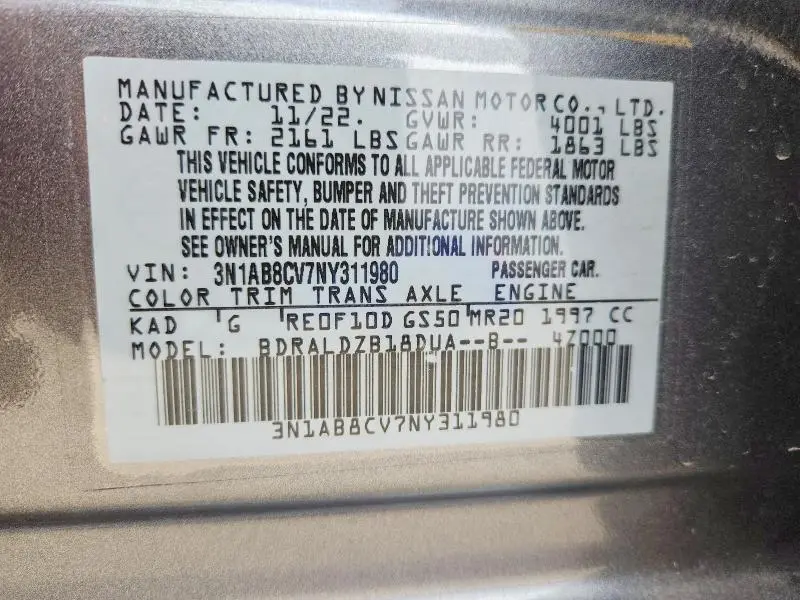 MANUFACTURED BY NISSAN MOTOR CO., LTD.
DATE: 11/22. GVWR: 4001 LBS
GAWR FR: 2161 LBS GAWR RR: 1863 LBS
THIS VEHICLE CONFORMS TO ALL APPLICABLE FEDERAL MOTOR
VEHICLE SAFETY, BUMPER AND THEFT PREVENTION STANDARDS
IN EFFECT ON THE DATE OF MANUFACTURE SHOWN ABOVE.
SEE OWNER'S MANUAL FOR ADDITIONAL INFORMATION.
VIN: 3N1AB8CV7NY311980 PASSENGER CAR.
COLOR TRIM TRANS AXLE ENGINE
KAD G RE0F10D GS50 MR20 1997 CC
MODEL: BDRALDZB18DUA--B-- 47000
3N1AB8CV7NY311980